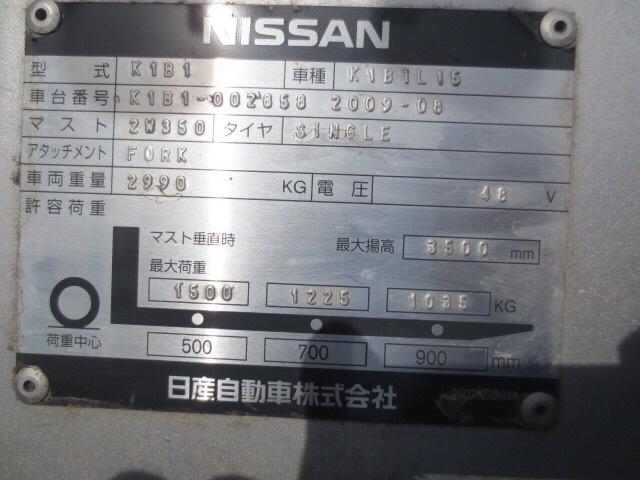 NISSAN
型式 K1B1 車種 K1B1L15
車台番号 K1B1-002858 2009-08
マスト 2W350 タイヤ SINGLE
アタッチメント FORK
車両重量 2990 KG 電圧 48 V
許容荷重
マスト垂直時 最大揚高 3500 mm
最大荷重
1500 1225 1035 KG
荷重中心 500 700 900 mm
日産自動車株式会社